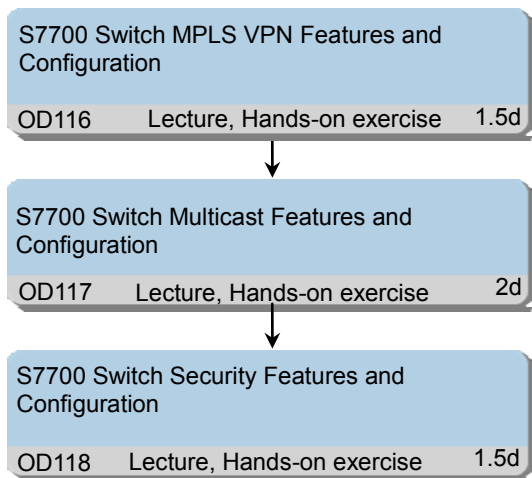 S7700 Switch MPLS VPN Features and
Configuration
OD116 Lecture, Hands-on exercise 1.5d
S7700 Switch Multicast Features and
Configuration
OD117 Lecture, Hands-on exercise 2d
S7700 Switch Security Features and
Configuration
OD118 Lecture, Hands-on exercise 1.5d